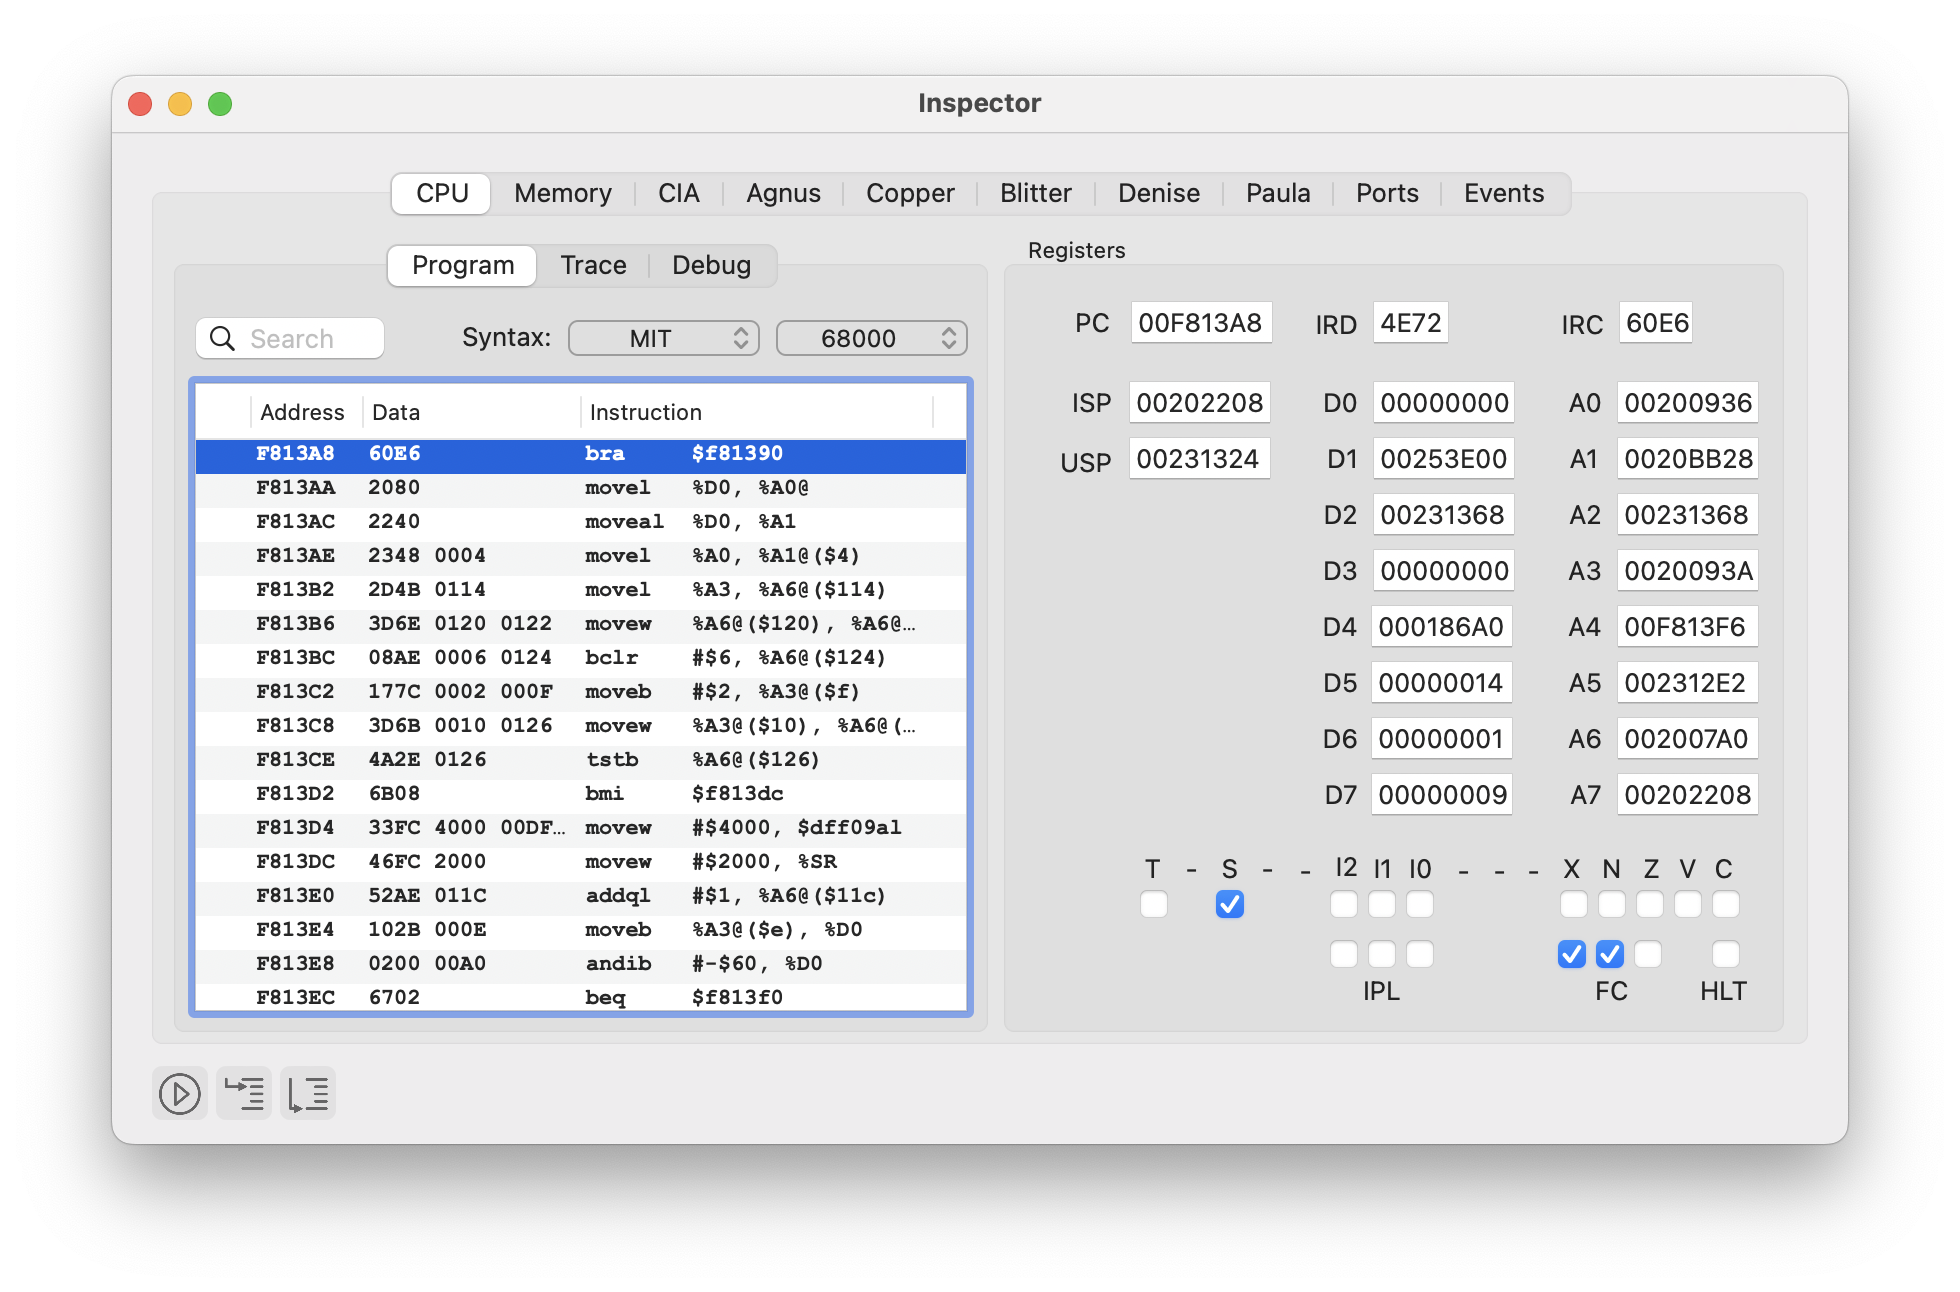 Inspector
CPU Memory CIA Agnus Copper Blitter Denise Paula Ports Events
Program Trace Debug
Search Syntax: MIT 68000
Address Data Instruction
F813A8 60E6 bra $f81390
F813AA 2080 movel %D0, %A0@
F813AC 2240 moveal %D0, %A1
F813AE 2348 0004 movel %A0, %A1@($4)
F813B2 2D4B 0114 movel %A3, %A6@($114)
F813B6 3D6E 0120 0122 movew %A6@($120), %A6@…
F813BC 08AE 0006 0124 bclr #$6, %A6@($124)
F813C2 177C 0002 000F moveb #$2, %A3@($f)
F813C8 3D6B 0010 0126 movew %A3@($10), %A6@(…
F813CE 4A2E 0126 tstb %A6@($126)
F813D2 6B08 bmi $f813dc
F813D4 33FC 4000 00DF… movew #$4000, $dff09al
F813DC 46FC 2000 movew #$2000, %SR
F813E0 52AE 011C addql #$1, %A6@($11c)
F813E4 102B 000E moveb %A3@($e), %D0
F813E8 0200 00A0 andib #-$60, %D0
F813EC 6702 beq $f813f0
Registers
PC 00F813A8 IRD 4E72 IRC 60E6
ISP 00202208 D0 00000000 A0 00200936
USP 00231324 D1 00253E00 A1 0020BB28
D2 00231368 A2 00231368
D3 00000000 A3 0020093A
D4 000186A0 A4 00F813F6
D5 00000014 A5 002312E2
D6 00000001 A6 002007A0
D7 00000009 A7 00202208
T - S - - I2 I1 I0 - - - X N Z V C
IPL FC HLT